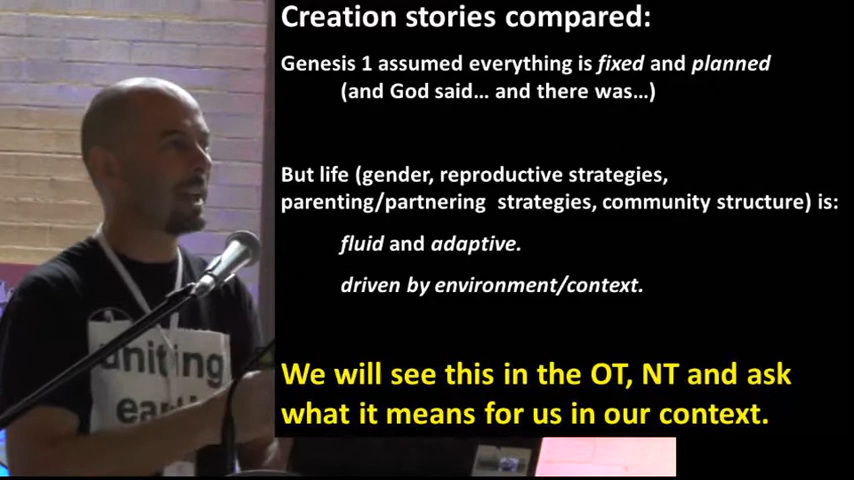 Creation stories compared:
Genesis 1 assumed everything is fixed and planned
(and God said... and there was...)
But life (gender, reproductive strategies,
parenting/partnering strategies, community structure) is:
fluid and adaptive.
driven by environment/context.
We will see this in the OT, NT and ask
what it means for us in our context.
uniting